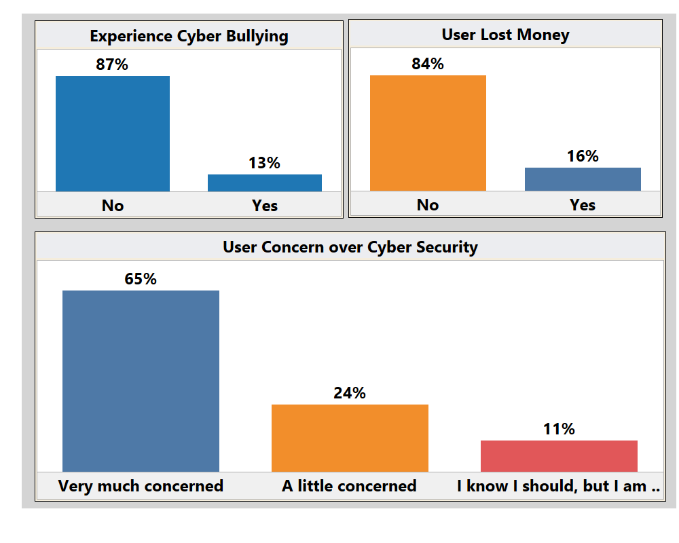 Experience Cyber Bullying
87%
13%
No Yes
User Lost Money
84%
16%
No Yes
User Concern over Cyber Security
65%
24%
11%
Very much concerned A little concerned I know I should, but I am ..